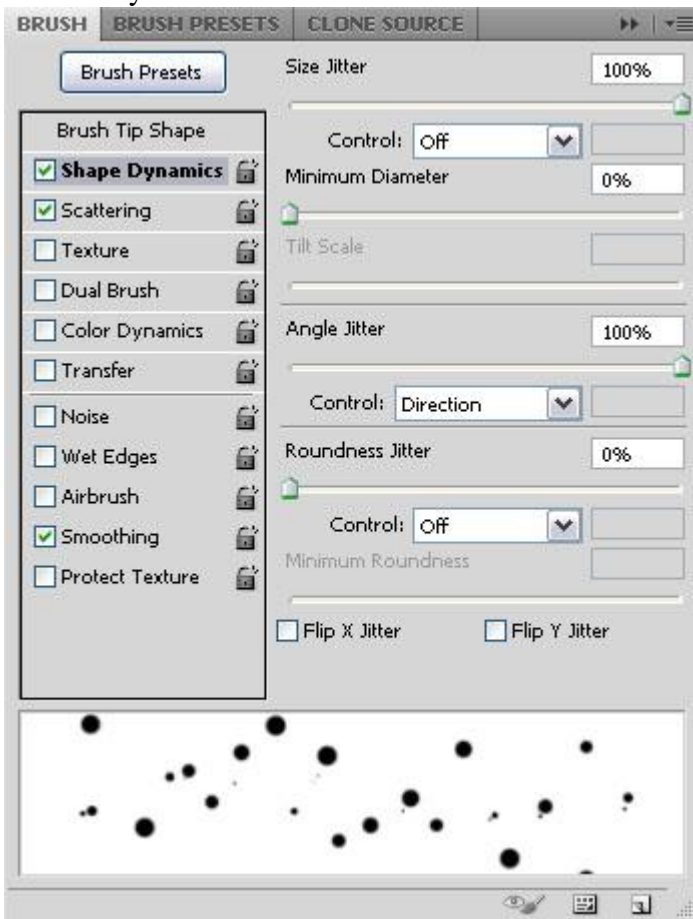 BRUSH BRUSH PRESETS CLONE SOURCE
Brush Presets
Brush Tip Shape
Shape Dynamics
Scattering
Texture
Dual Brush
Color Dynamics
Transfer
Noise
Wet Edges
Airbrush
Smoothing
Protect Texture
Size Jitter 100%
Control: Off
Minimum Diameter 0%
Tilt Scale
Angle Jitter 100%
Control: Direction
Roundness Jitter 0%
Control: Off
Minimum Roundness
Flip X Jitter Flip Y Jitter